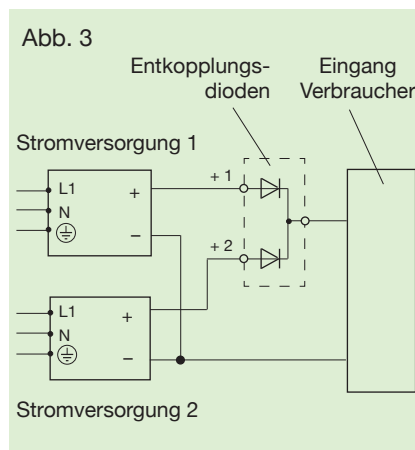 Abb. 3
Entkopplungs-
dioden
Eingang
Verbraucher
Stromversorgung 1
L1
N
+
–
+ 1
+ 2
L1
N
+
–
Stromversorgung 2